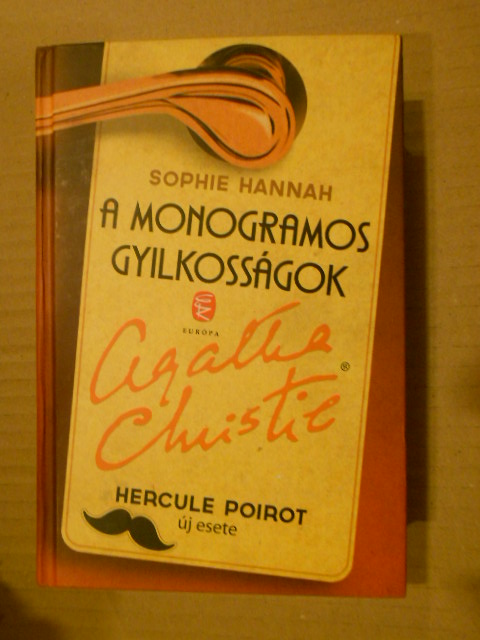 SOPHIE HANNAH
A MONOGRAMOS
GYILKOSSÁGOK
EURÓPA
Agatha
Christie®
HERCULE POIROT
új esete